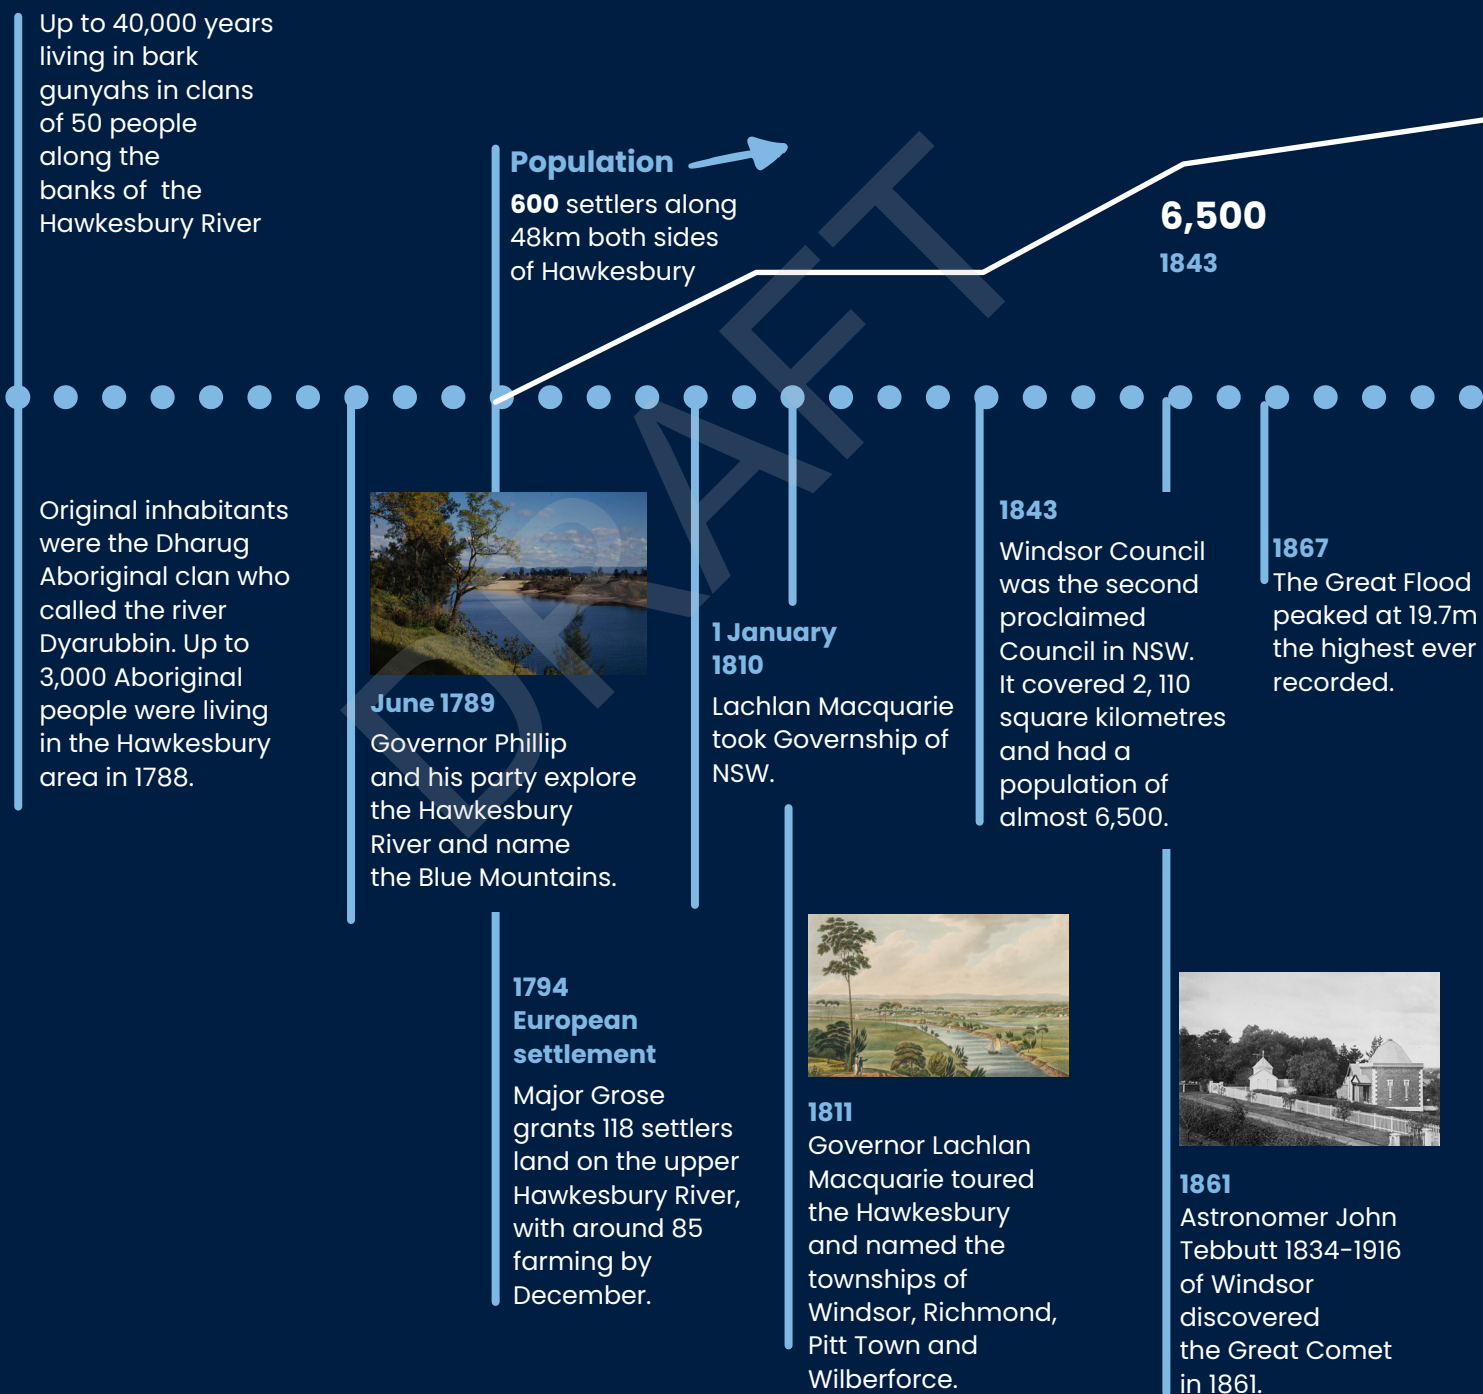 Up to 40,000 years
living in bark
gunyahs in clans
of 50 people
along the
banks of the
Hawkesbury River
Population
600 settlers along
48km both sides
of Hawkesbury
6,500
1843
Original inhabitants
were the Dharug
Aboriginal clan who
called the river
Dyarubbin. Up to
3,000 Aboriginal
people were living
in the Hawkesbury
area in 1788.
June 1789
Governor Phillip
and his party explore
the Hawkesbury
River and name
the Blue Mountains.
1794
European
settlement
Major Grose
grants 118 settlers
land on the upper
Hawkesbury River,
with around 85
farming by
December.
1 January
1810
Lachlan Macquarie
took Governship of
NSW.
1811
Governor Lachlan
Macquarie toured
the Hawkesbury
and named the
townships of
Windsor, Richmond,
Pitt Town and
Wilberforce.
1843
Windsor Council
was the second
proclaimed
Council in NSW.
It covered 2, 110
square kilometres
and had a
population of
almost 6,500.
1861
Astronomer John
Tebbutt 1834-1916
of Windsor
discovered
the Great Comet
in 1861.
1867
The Great Flood
peaked at 19.7m
the highest ever
recorded.
DRAFT